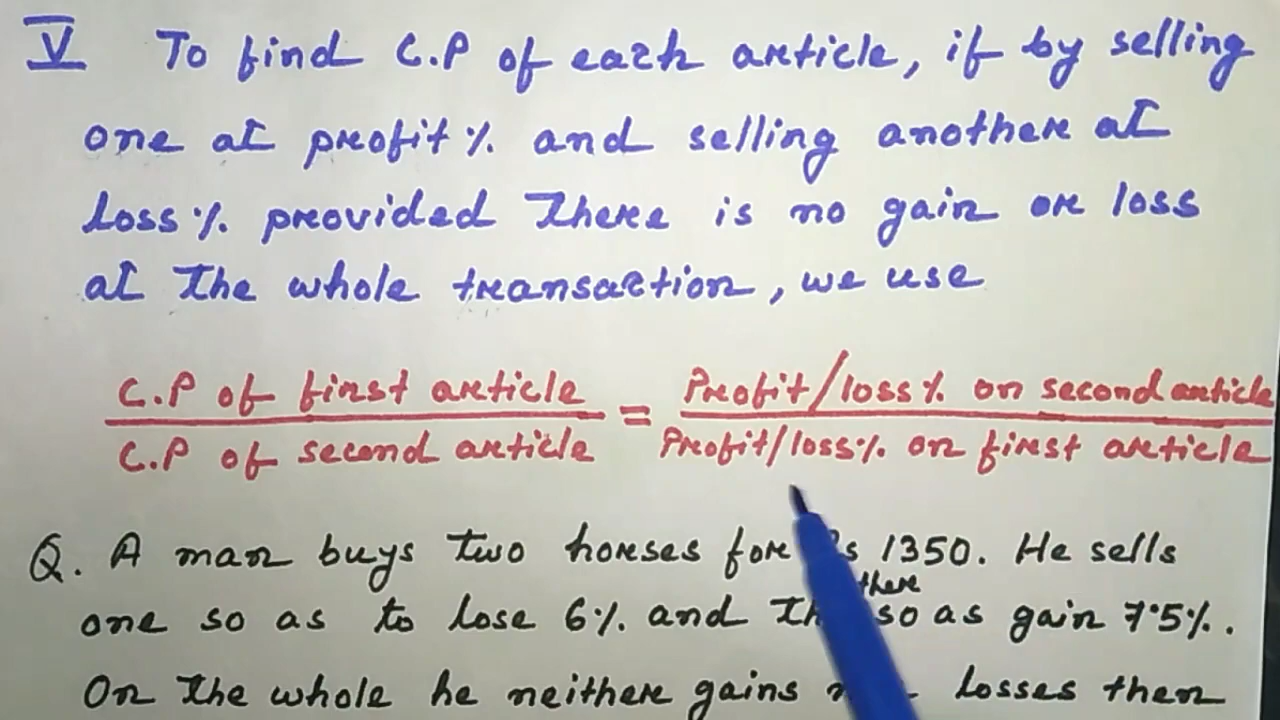 V To find C.P of each article, if by selling
one at profit % and selling another at
loss % provided there is no gain or loss
at the whole transaction, we use
C.P of first article / C.P of second article = Profit/loss% on second article / Profit/loss% on first article
Q. A man buys two horses for 1350. He sells
there
one so as to lose 6% and so as gain 7.5%.
On the whole he neither gains losses then